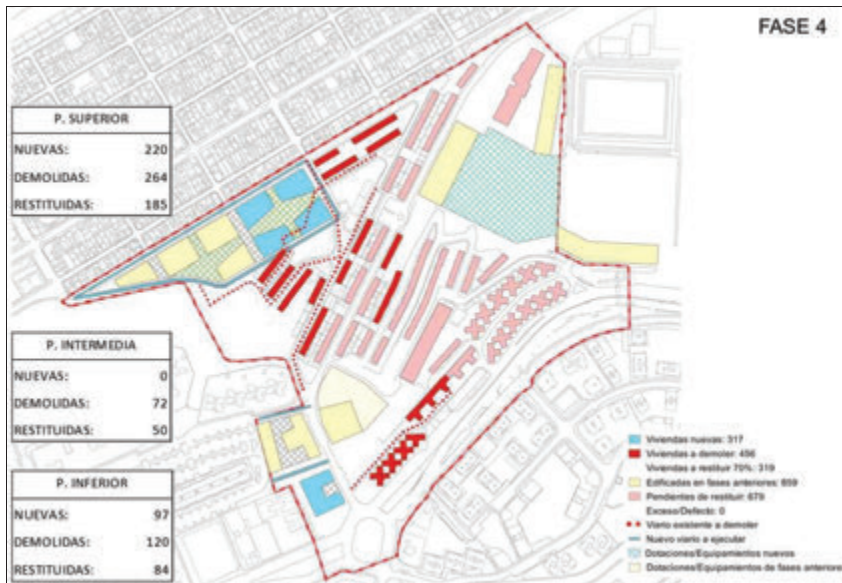 FASE 4
P. SUPERIOR
NUEVAS: 220
DEMOLIDAS: 264
RESTITUIDAS: 185
P. INTERMEDIA
NUEVAS: 0
DEMOLIDAS: 72
RESTITUIDAS: 50
P. INFERIOR
NUEVAS: 97
DEMOLIDAS: 120
RESTITUIDAS: 84
Viviendas nuevas: 317
Viviendas a demoler: 456
Viviendas a restituir 70%: 319
Edificadas en fases anteriores: 859
Pendientes de restituir: 679
Exceso/Defecto: 0
Viario existente a demoler
Nuevo viario a ejecutar
Dotaciones/Equipamientos nuevos
Dotaciones/Equipamientos de fases anteriores